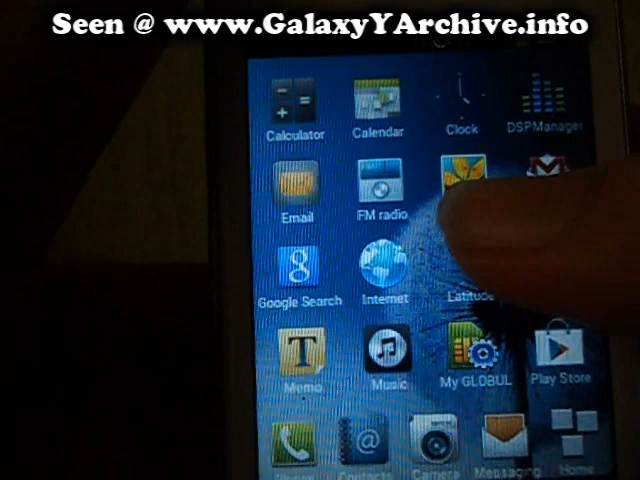 Seen @ www.GalaxyYArchive.info
Calculator Calendar Clock DSPManager
Email FM radio
Google Search Internet Latitude
Memo Music My GLOBUL Play Store
Contacts Camera Messaging Home